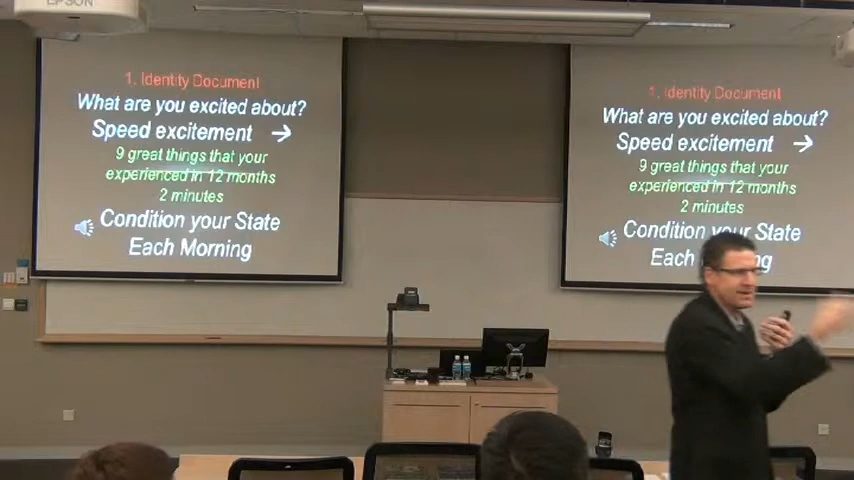 EPSON
1. Identity Document
What are you excited about?
Speed excitement →
9 great things that your
experienced in 12 months
2 minutes
Condition your State
Each Morning
1. Identity Document
What are you excited about?
Speed excitement →
9 great things that your
experienced in 12 months
2 minutes
Condition your State
Each ng